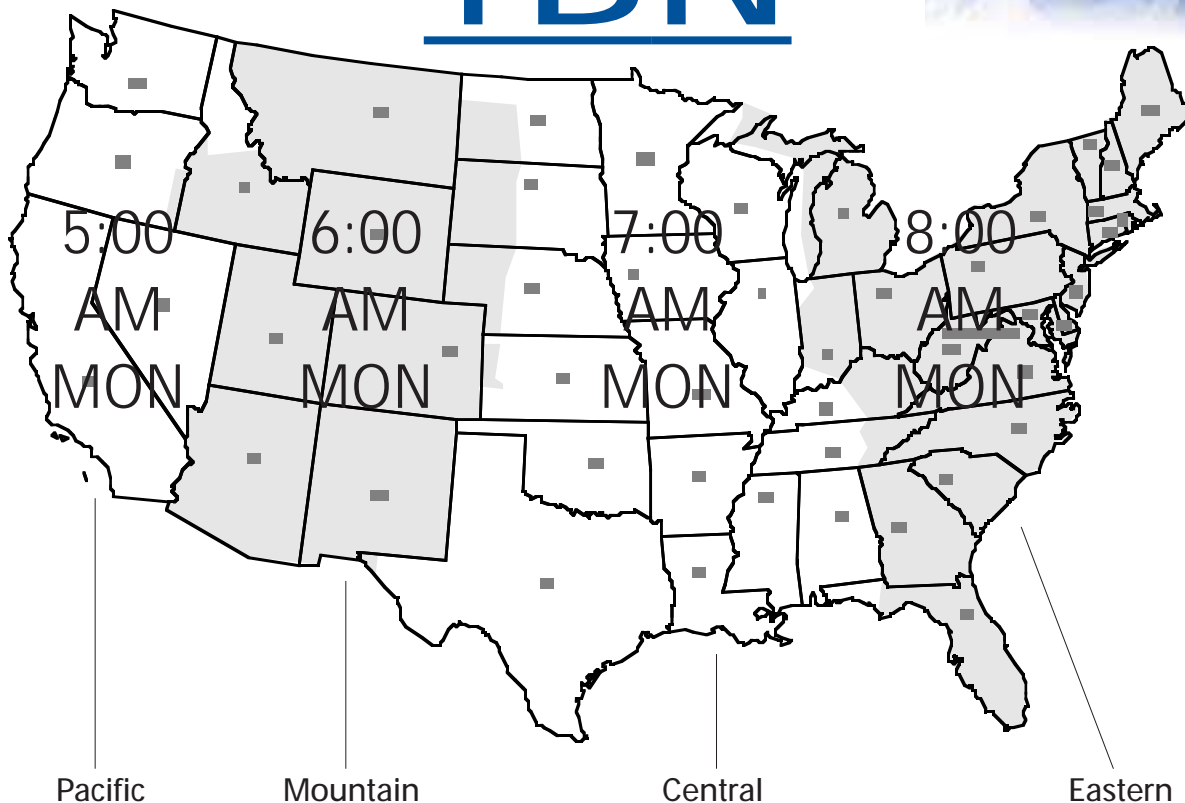 TBN
5:00 6:00 7:00 8:00
AM AM AM AM
MON MON MON MON
Pacific Mountain Central Eastern